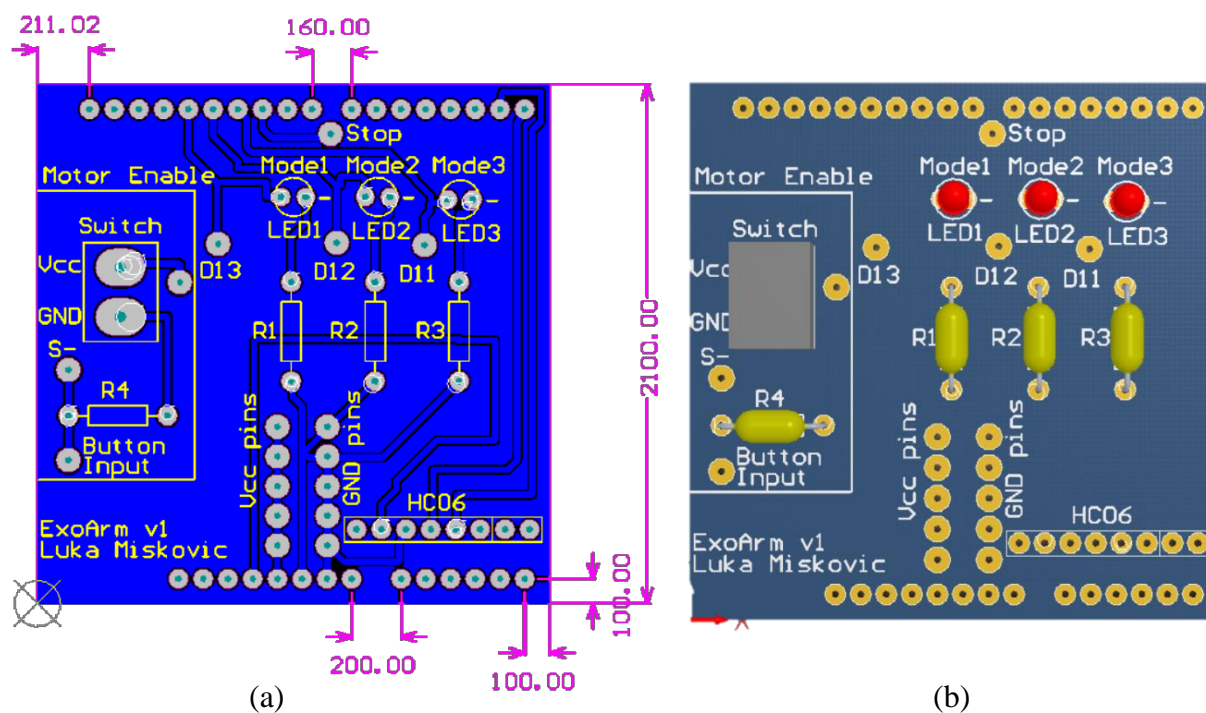 211.02
160.00
Stop
Mode1 Mode2 Mode3
Motor Enable
Switch
LED1 LED2 LED3
Vcc
D13 D12 D11
GND
R1 R2 R3
S-
R4
Button
Input
Vcc pins
GND pins
HC06
ExoArm v1
Luka Miskovic
2100.00
100.00
200.00
100.00
(a)
Stop
Mode1 Mode2 Mode3
Motor Enable
Switch
LED1 LED2 LED3
Vcc
D13 D12 D11
GND
R1 R2 R3
S-
R4
Button
Input
Vcc pins
GND pins
HC06
ExoArm v1
Luka Miskovic
(b)